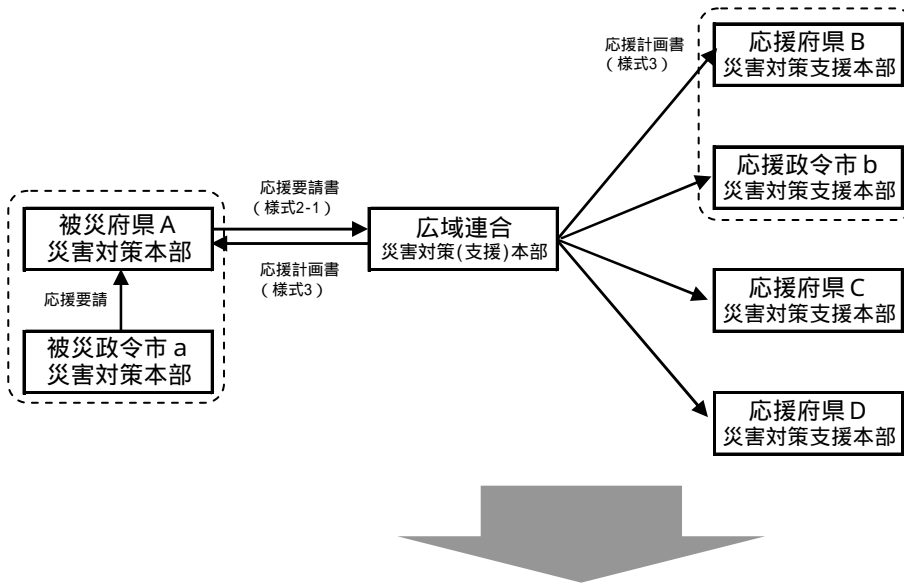 応援計画書
(様式3)
応援府県B
災害対策支援本部
応援政令市b
災害対策支援本部
応援要請書
(様式2-1)
被災府県A
災害対策本部
広域連合
災害対策(支援)本部
応援計画書
(様式3)
応援要請
被災政令市a
災害対策本部
応援府県C
災害対策支援本部
応援府県D
災害対策支援本部